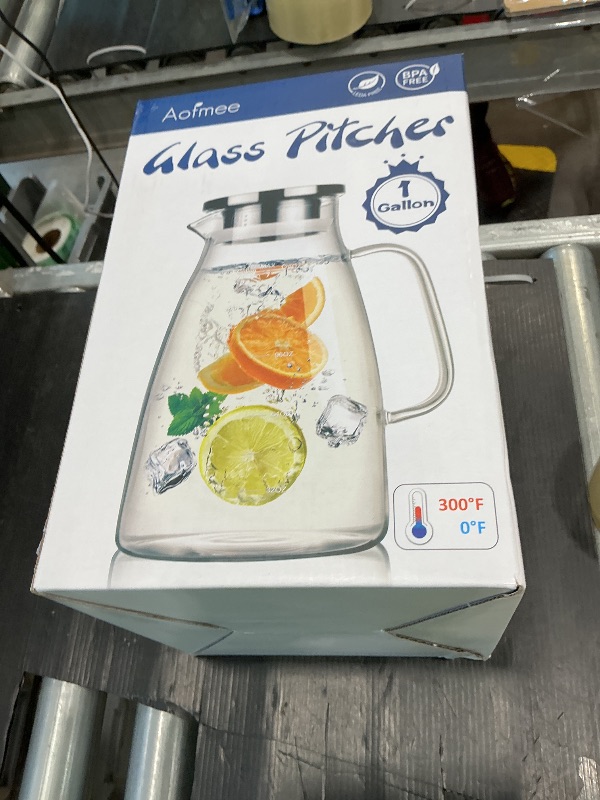 Aofmee
BPA
FREE
Glass Pitcher
1
Gallon
300°F
0°F